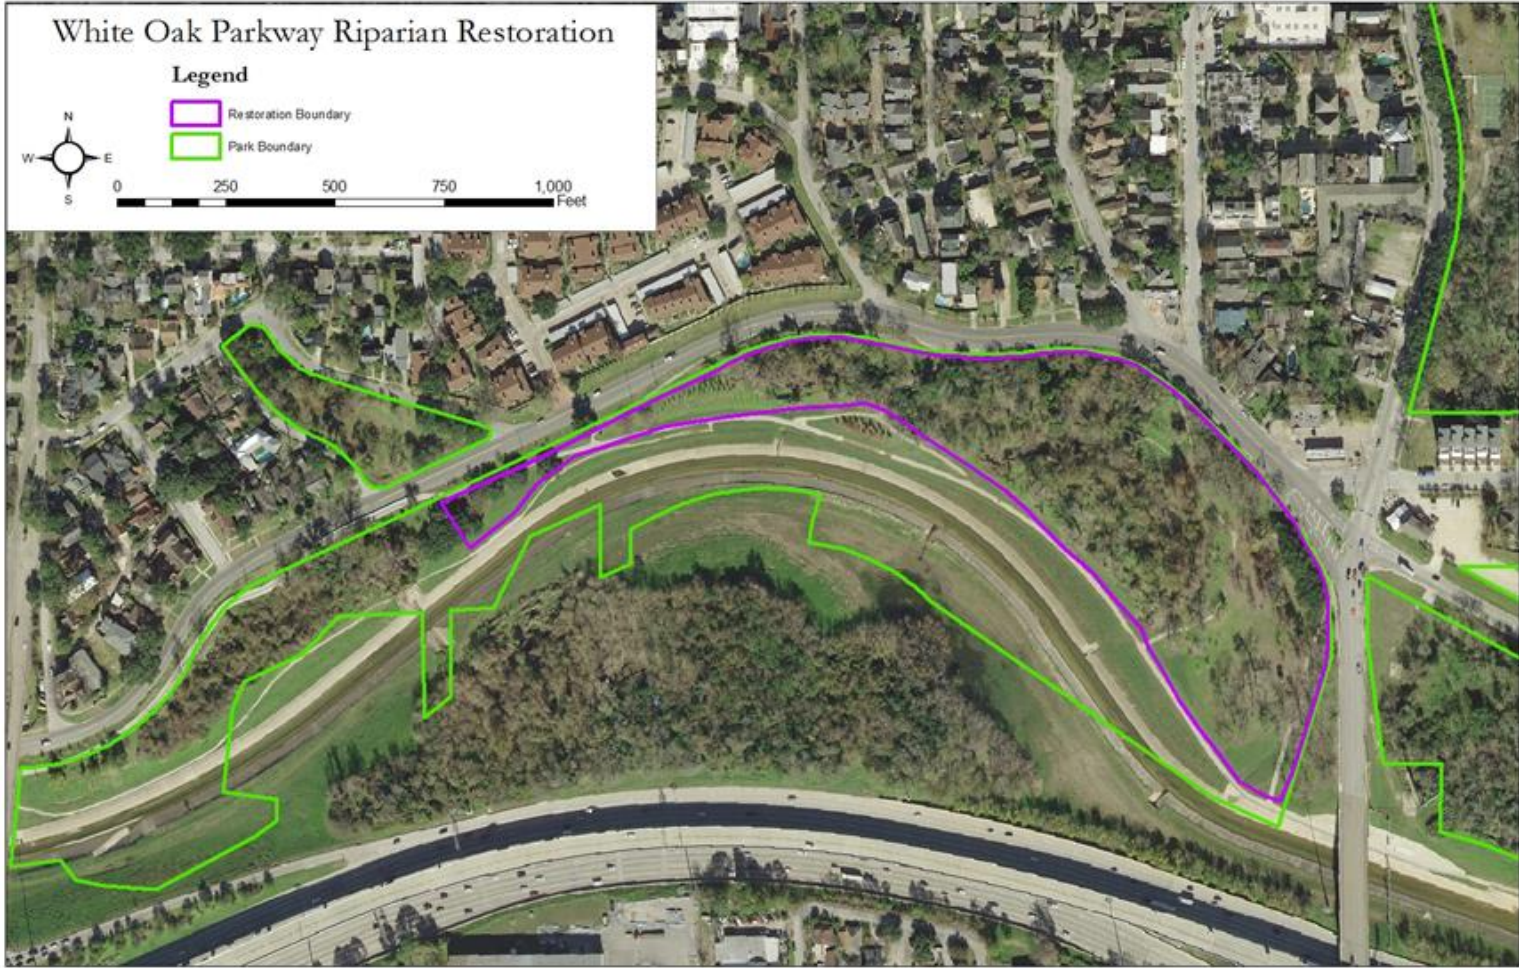 White Oak Parkway Riparian Restoration
Legend
Restoration Boundary
Park Boundary
N
W E
S
0 250 500 750 1,000
Feet